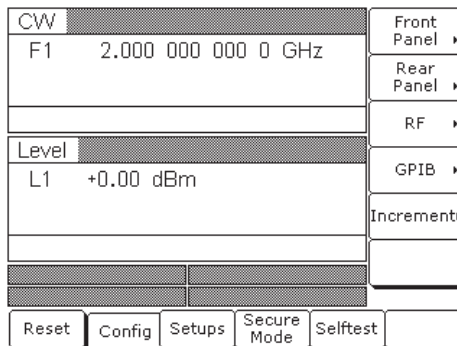 CW
F1 2.000 000 000 0 GHz
Level
L1 +0.00 dBm
Front
Panel
Rear
Panel
RF
GPIB
Increment
Reset Config Setups Secure Mode Selftest